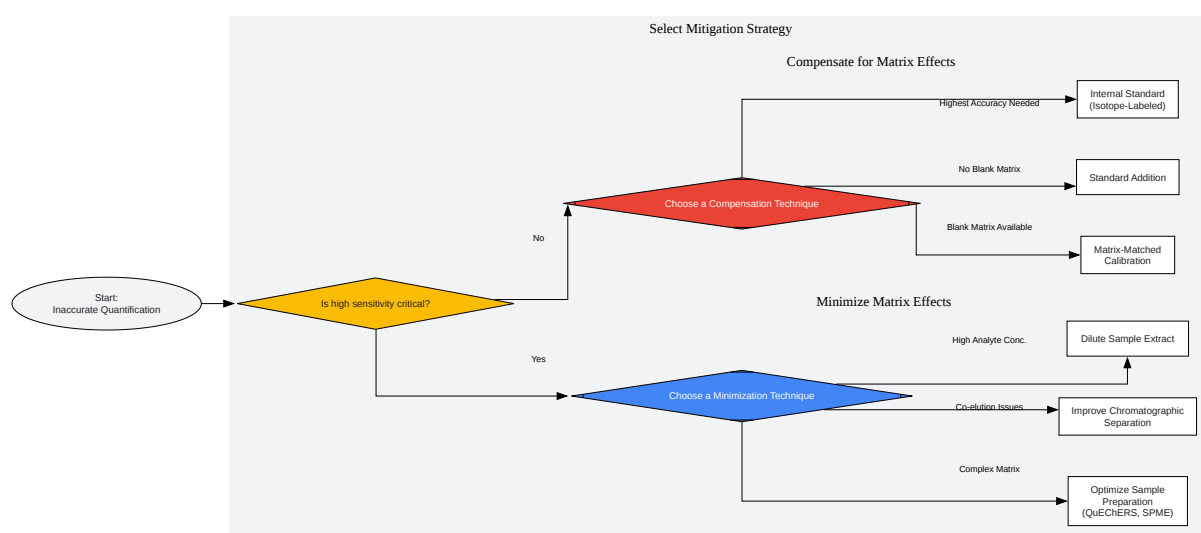 Select Mitigation Strategy
Compensate for Matrix Effects
Internal Standard
(Isotope-Labeled)
Highest Accuracy Needed
No Blank Matrix
Standard Addition
Choose a Compensation Technique
Blank Matrix Available
No
Matrix-Matched
Calibration
Start:
Inaccurate Quantification
Is high sensitivity critical?
Minimize Matrix Effects
High Analyte Conc.
Dilute Sample Extract
Yes
Choose a Minimization Technique
Co-elution Issues
Improve Chromatographic
Separation
Complex Matrix
Optimize Sample
Preparation
(QuEChERS, SPME)